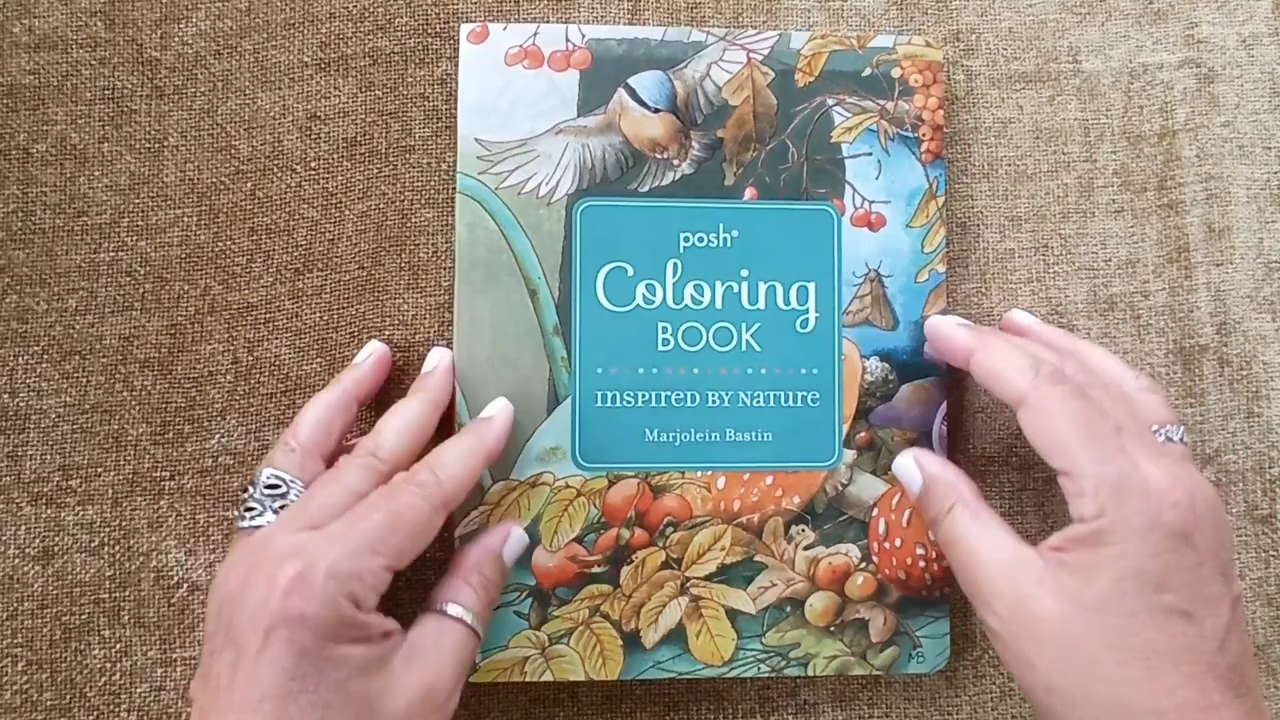 posh®
Coloring
BOOK
INSPIRED BY NATURE
Marjolein Bastin
MB